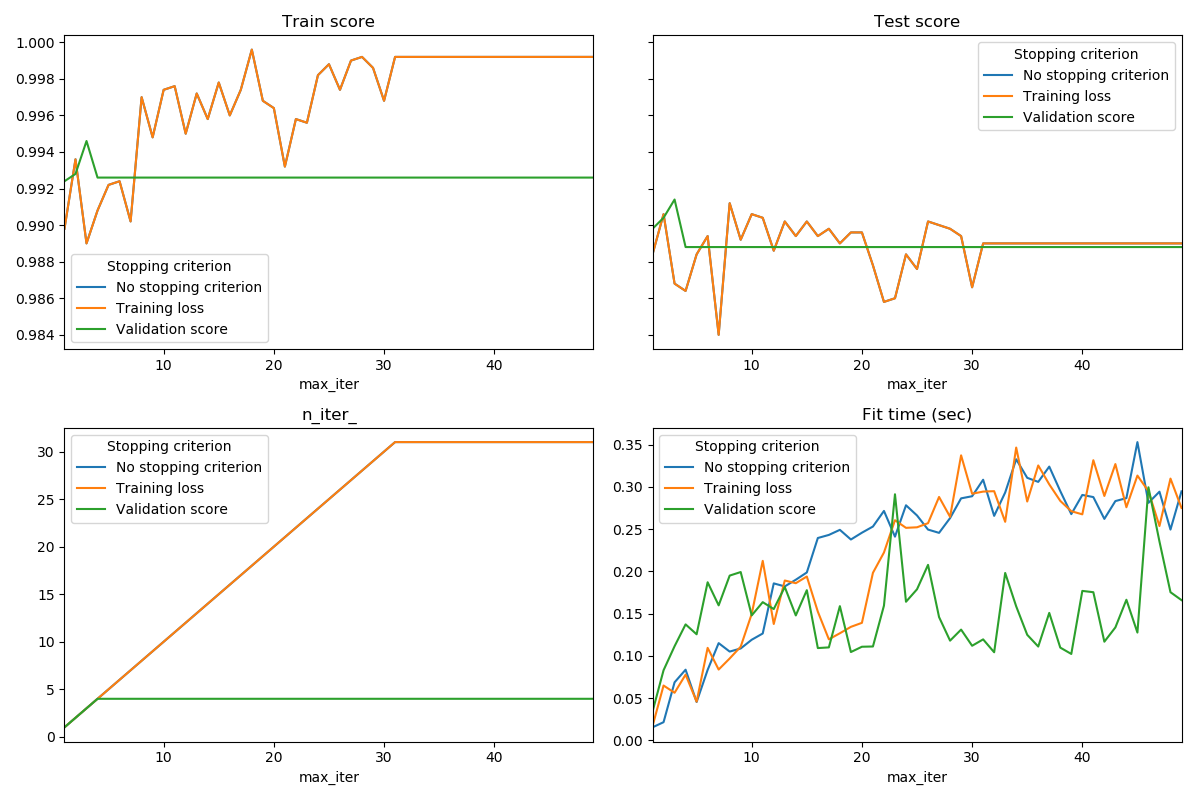 Train score
1.000
0.998
0.996
0.994
0.992
0.990
0.988
0.986
0.984
Stopping criterion
No stopping criterion
Training loss
Validation score
10
20
30
40
max_iter
Test score
Stopping criterion
No stopping criterion
Training loss
Validation score
10
20
30
40
max_iter
n_iter_
30
25
20
15
10
5
0
Stopping criterion
No stopping criterion
Training loss
Validation score
10
20
30
40
max_iter
Fit time (sec)
0.35
0.30
0.25
0.20
0.15
0.10
0.05
0.00
Stopping criterion
No stopping criterion
Training loss
Validation score
10
20
30
40
max_iter